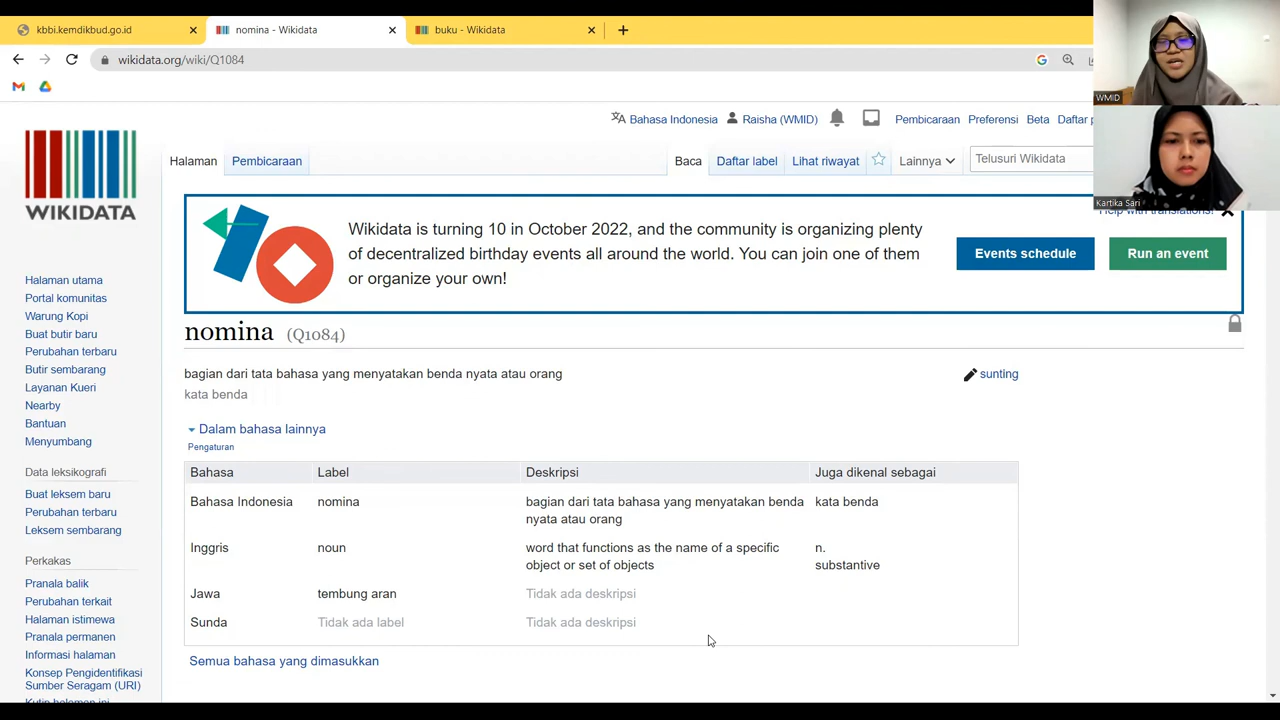 kbbi.kemdikbud.go.id
nomina - Wikidata
buku - Wikidata
wikidata.org/wiki/Q1084
WMID
Kartika Sari
WIKIDATA
Bahasa Indonesia Raisha (WMID) Pembicaraan Preferensi Beta Daftar
Halaman Pembicaraan Baca Daftar label Lihat riwayat Lainnya Telusuri Wikidata
Help with translations!
Wikidata is turning 10 in October 2022, and the community is organizing plenty
of decentralized birthday events all around the world. You can join one of them
or organize your own!
Events schedule Run an event
Halaman utama
Portal komunitas
Warung Kopi
Buat butir baru
Perubahan terbaru
Butir sembarang
Layanan Kueri
Nearby
Bantuan
Menyumbang
Data leksikografi
Buat leksem baru
Perubahan terbaru
Leksem sembarang
Perkakas
Pranala balik
Perubahan terkait
Halaman istimewa
Pranala permanen
Informasi halaman
Konsep Pengidentifikasi
Sumber Seragam (URI)
Kutip halaman ini
nomina (Q1084)
bagian dari tata bahasa yang menyatakan benda nyata atau orang
sunting
kata benda
Dalam bahasa lainnya
Pengaturan
Bahasa Label Deskripsi Juga dikenal sebagai
Bahasa Indonesia nomina bagian dari tata bahasa yang menyatakan benda kata benda
nyata atau orang
Inggris noun word that functions as the name of a specific n.
object or set of objects substantive
Jawa tembung aran Tidak ada deskripsi
Sunda Tidak ada label Tidak ada deskripsi
Semua bahasa yang dimasukkan